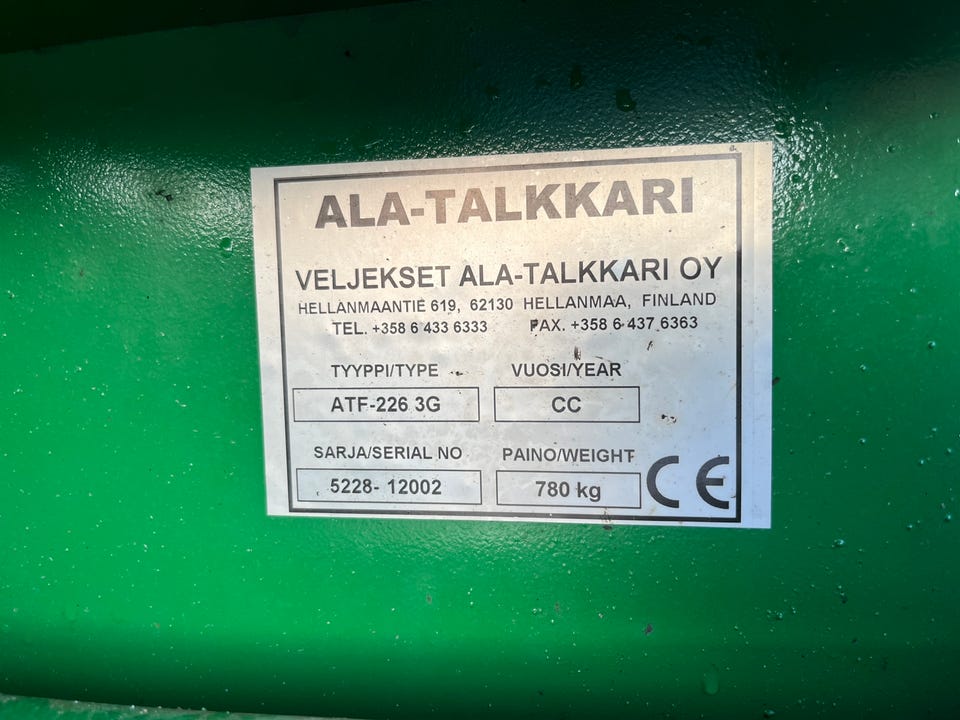 ALA-TALKKARI
VELJEKSET ALA-TALKKARI OY
HELLANMAANTIE 619, 62130 HELLANMAA, FINLAND
TEL. +358 6 433 6333 FAX. +358 6 437 6363
TYYPPI/TYPE VUOSI/YEAR
ATF-226 3G CC
SARJA/SERIAL NO PAINO/WEIGHT
5228- 12002 780 kg CE